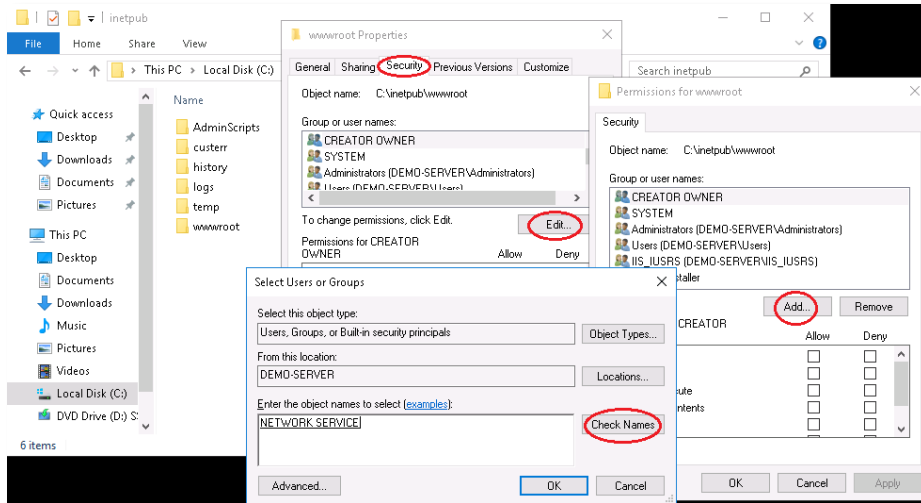 inetpub
File Home Share View
This PC Local Disk (C:)
Search inetpub
Quick access
Desktop
Downloads
Documents
Pictures
This PC
Desktop
Documents
Downloads
Music
Pictures
Videos
Local Disk (C:)
DVD Drive (D:)
6 items
Name
AdminScripts
custerr
history
logs
temp
wwwroot
wwwroot Properties
General Sharing Security Previous Versions Customize
Object name: C:\inetpub\wwwroot
Group or user names:
CREATOR OWNER
SYSTEM
Administrators (DEMO-SERVER\Administrators)
Users (DEMO-SERVER\Users)
To change permissions, click Edit.
Edit...
Permissions for CREATOR
OWNER Allow Deny
Permissions for wwwroot
Security
Object name: C:\inetpub\wwwroot
Group or user names:
CREATOR OWNER
SYSTEM
Administrators (DEMO-SERVER\Administrators)
Users (DEMO-SERVER\Users)
IIS_IUSRS (DEMO-SERVER\IIS_IUSRS)
staller
Add... Remove
CREATOR
Allow Deny
ute
ntents
OK Cancel Apply
Select Users or Groups
Select this object type:
Users, Groups, or Built-in security principals
Object Types...
From this location:
DEMO-SERVER
Locations...
Enter the object names to select (examples):
NETWORK SERVICE
Check Names
Advanced... OK Cancel